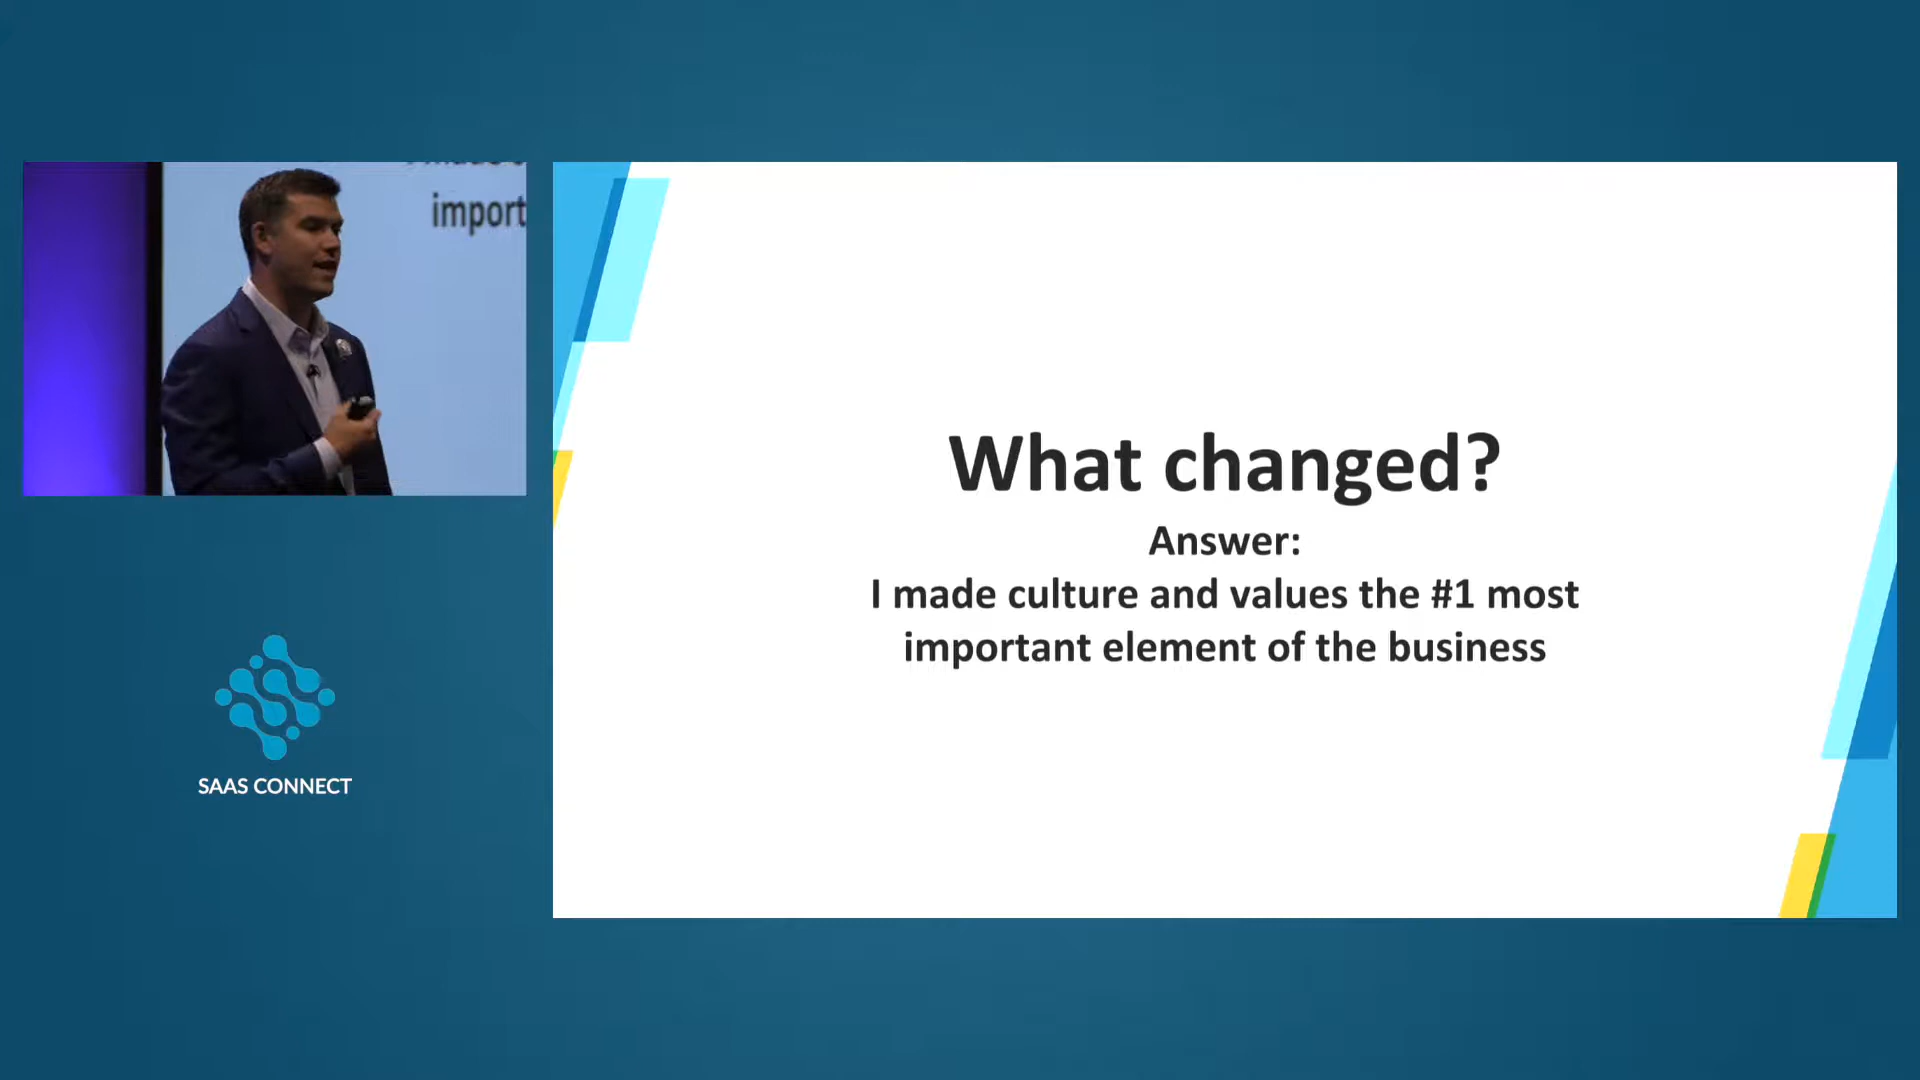 import
What changed?
Answer:
I made culture and values the #1 most
important element of the business
SAAS CONNECT